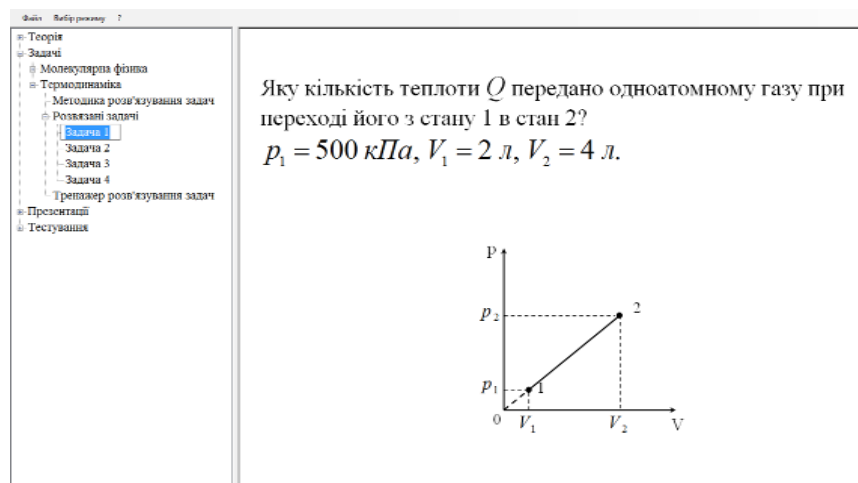 Файл Вибір режиму ?
Теорія
Задачі
Молекулярна фізика
Термодинаміка
Методика розв'язування задач
Розвязані задачі
Задача 1
Задача 2
Задача 3
Задача 4
Тренажер розв'язування задач
Презентації
Тестування
Яку кількість теплоти Q передано одноатомному газу при
переході його з стану 1 в стан 2?
p₁ = 500 кПа, V₁ = 2 л, V₂ = 4 л.
P
p₂
2
p₁
1
0
V₁
V₂
V